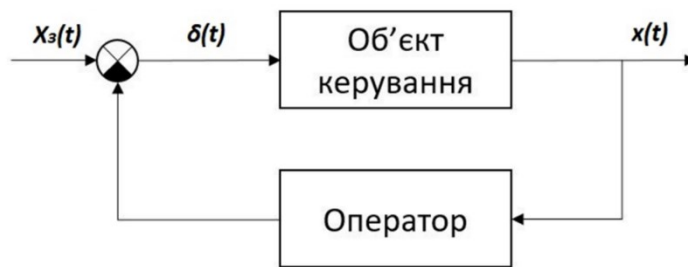 Xз(t)
δ(t)
Об’єкт
керування
x(t)
Оператор